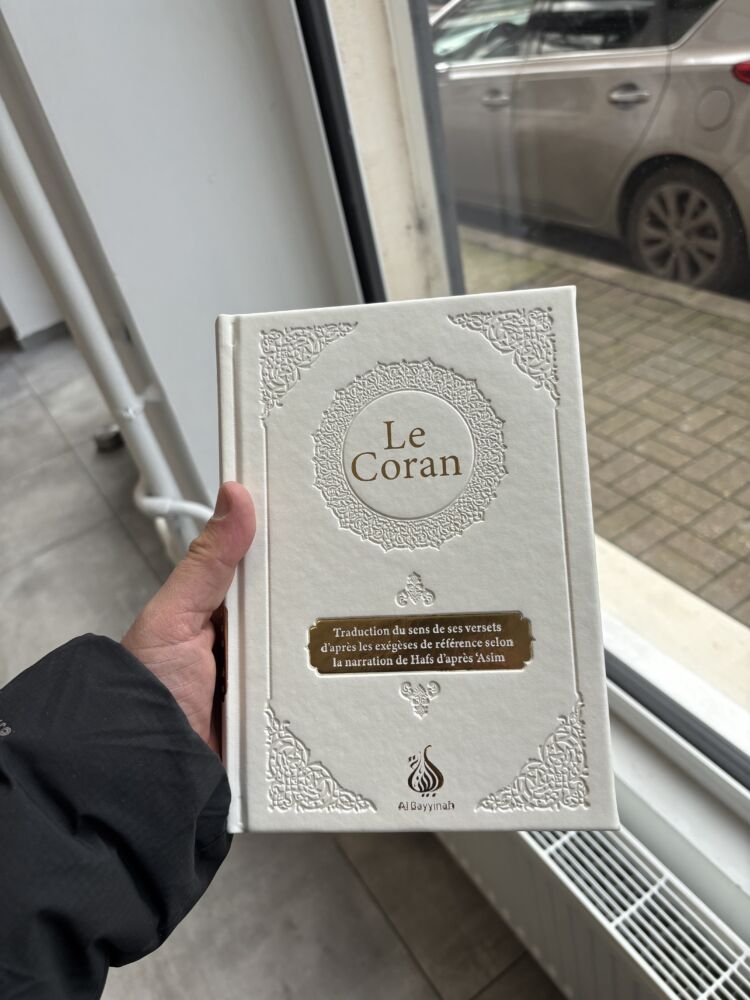 Le
Coran
Traduction du sens de ses versets
d'après les exégèses de référence selon
la narration de Hafs d'après 'Asim
Al Bayyinah